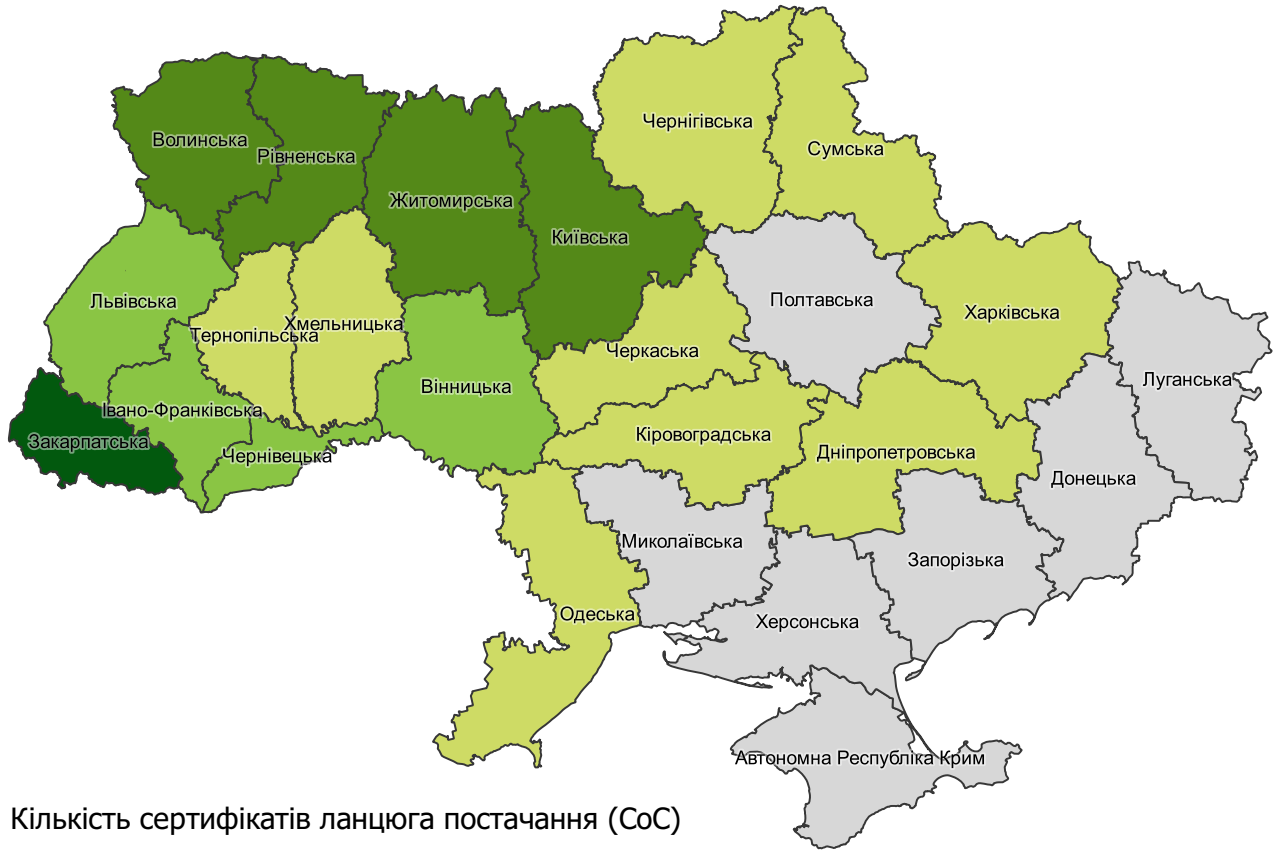 Чернігівська
Сумська
Волинська
Рівненська
Житомирська
Київська
Львівська
Тернопільська
Хмельницька
Полтавська
Харківська
Черкаська
Луганська
Вінницька
Івано-Франківська
Закарпатська
Чернівецька
Кіровоградська
Дніпропетровська
Донецька
Миколаївська
Запорізька
Одеська
Херсонська
Автономна Республіка Крим
Кількість сертифікатів ланцюга постачання (CoC)